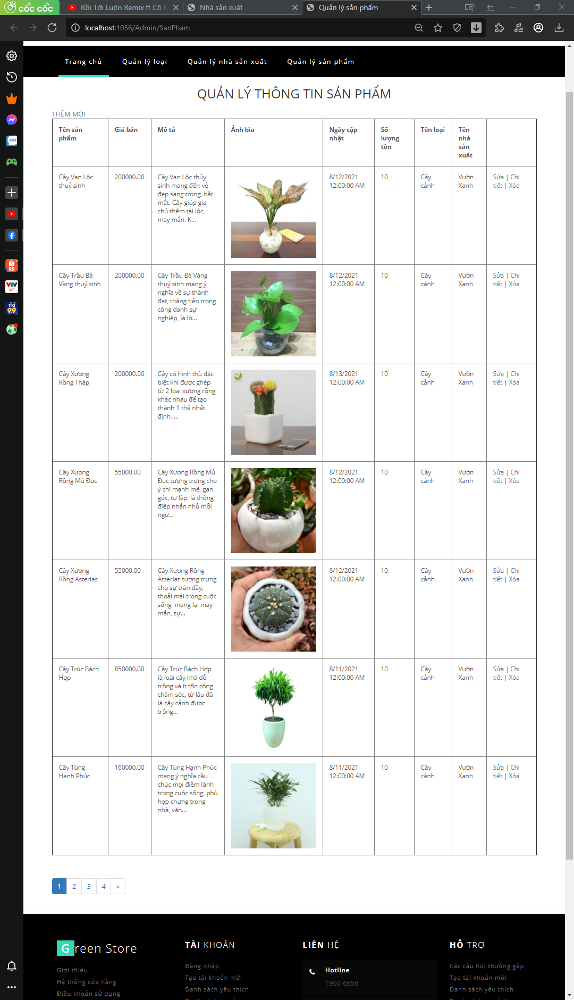 cốc cốc
Rồi Tới Luôn Remix ft Cô Đ
Nhà sản xuất
Quản lý sản phẩm
localhost:1056/Admin/SanPham
Trang chủ
Quản lý loại
Quản lý nhà sản xuất
Quản lý sản phẩm
QUẢN LÝ THÔNG TIN SẢN PHẨM
THÊM MỚI
Tên sản
phẩm
Giá bán
Mô tả
Ảnh bìa
Ngày cập
nhật
Số
lượng
tồn
Tên loại
Tên
nhà
sản
xuất
Cây Vạn Lộc
thuỷ sinh
200000.00
Cây Vạn Lộc thủy
sinh mang đến vẻ
đẹp sang trọng, bắt
mắt. Cây giúp gia
chủ thêm tài lộc,
may mắn. K...
8/12/2021
12:00:00 AM
10
Cây
cảnh
Vườn
Xanh
Sửa | Chi
tiết | Xóa
Cây Trầu Bà
Vàng thuỷ sinh
200000.00
Cây Trầu Bà Vàng
thuỷ sinh mang ý
nghĩa về sự thành
đạt, thăng tiến trong
công danh sự
nghiệp, là lờ...
8/12/2021
12:00:00 AM
10
Cây
cảnh
Vườn
Xanh
Sửa | Chi
tiết | Xóa
Cây Xương
Rồng Tháp
200000.00
Cây có hình thù đặc
biệt khi được ghép
từ 2 loại xương rồng
khác nhau để tạo
thành 1 thể nhất
định. ...
8/13/2021
12:00:00 AM
10
Cây
cảnh
Vườn
Xanh
Sửa | Chi
tiết | Xóa
Cây Xương
Rồng Mủ Đục
55000.00
Cây Xương Rồng Mủ
Đục tượng trưng cho
ý chí mạnh mẽ, gan
góc, tự lập, là thông
điệp nhắn nhủ mỗi
ngư...
8/12/2021
12:00:00 AM
10
Cây
cảnh
Vườn
Xanh
Sửa | Chi
tiết | Xóa
Cây Xương
Rồng Asterias
55000.00
Cây Xương Rồng
Asterias tượng trưng
cho sự tràn đầy,
thoải mái trong cuộc
sống, mang lại may
mắn, sự...
8/12/2021
12:00:00 AM
10
Cây
cảnh
Vườn
Xanh
Sửa | Chi
tiết | Xóa
Cây Trúc Bách
Hợp
850000.00
Cây Trúc Bách Hợp
là loài cây khá dễ
trồng và ít tốn công
chăm sóc, từ lâu đã
là cây cảnh được
trồng...
8/11/2021
12:00:00 AM
10
Cây
cảnh
Vườn
Xanh
Sửa | Chi
tiết | Xóa
Cây Tùng
Hạnh Phúc
160000.00
Cây Tùng Hạnh Phúc
mang ý nghĩa cầu
chúc mọi điềm lành
trong cuộc sống, phù
hợp chưng trong
nhà, văn...
8/11/2021
12:00:00 AM
10
Cây
cảnh
Vườn
Xanh
Sửa | Chi
tiết | Xóa
1 2 3 4 »
Green Store
Giới thiệu
Hệ thống cửa hàng
Điều khoản sử dụng
TÀI KHOẢN
Đăng nhập
Tạo tài khoản mới
Danh sách yêu thích
LIÊN HỆ
Hotline
1900 6656
HỖ TRỢ
Các câu hỏi thường gặp
Tạo tài khoản mới
Danh sách yêu thích
Zalo
99
VTV
go
TIKI
9.9